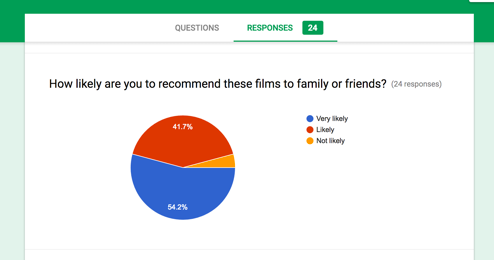 QUESTIONS RESPONSES 24
How likely are you to recommend these films to family or friends? (24 responses)
Very likely
Likely
Not likely
41.7%
54.2%